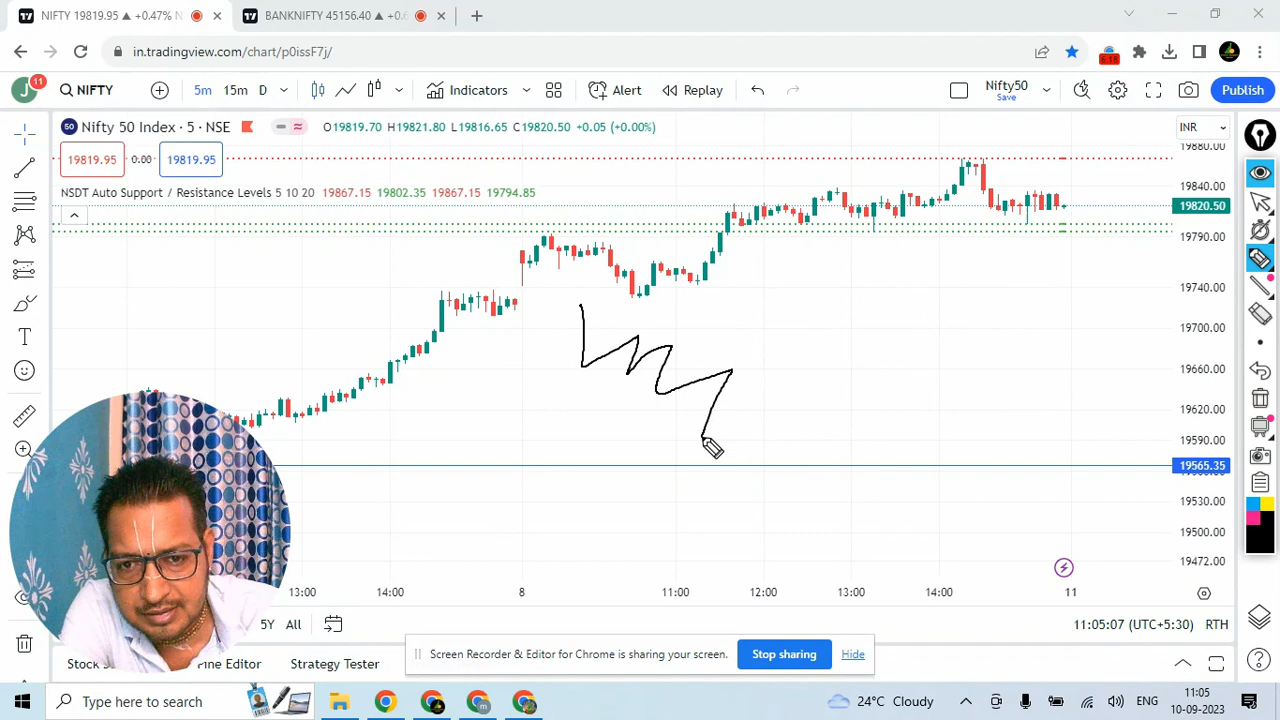 NIFTY 19819.95 ▲ +0.47%
BANKNIFTY 45156.40 ▲
in.tradingview.com/chart/p0issF7j/
6:18
J 11 NIFTY 5m 15m D Indicators Alert Replay Nifty50 Save Publish
50 Nifty 50 Index · 5 · NSE O19819.70 H19821.80 L19816.65 C19820.50 +0.05 (+0.00%) INR
19819.95 0.00 19819.95
NSDT Auto Support / Resistance Levels 5 10 20 19867.15 19802.35 19867.15 19794.85
19880.00
19840.00
19820.50
19790.00
19740.00
19700.00
19660.00
19620.00
19590.00
19565.35
19530.00
19500.00
19472.00
13:00 14:00 8 11:00 12:00 13:00 14:00 11
5Y All 11:05:07 (UTC+5:30) RTH
Screen Recorder & Editor for Chrome is sharing your screen. Stop sharing Hide
Stock Pine Editor Strategy Tester
Type here to search 24°C Cloudy 11:05
10-09-2023